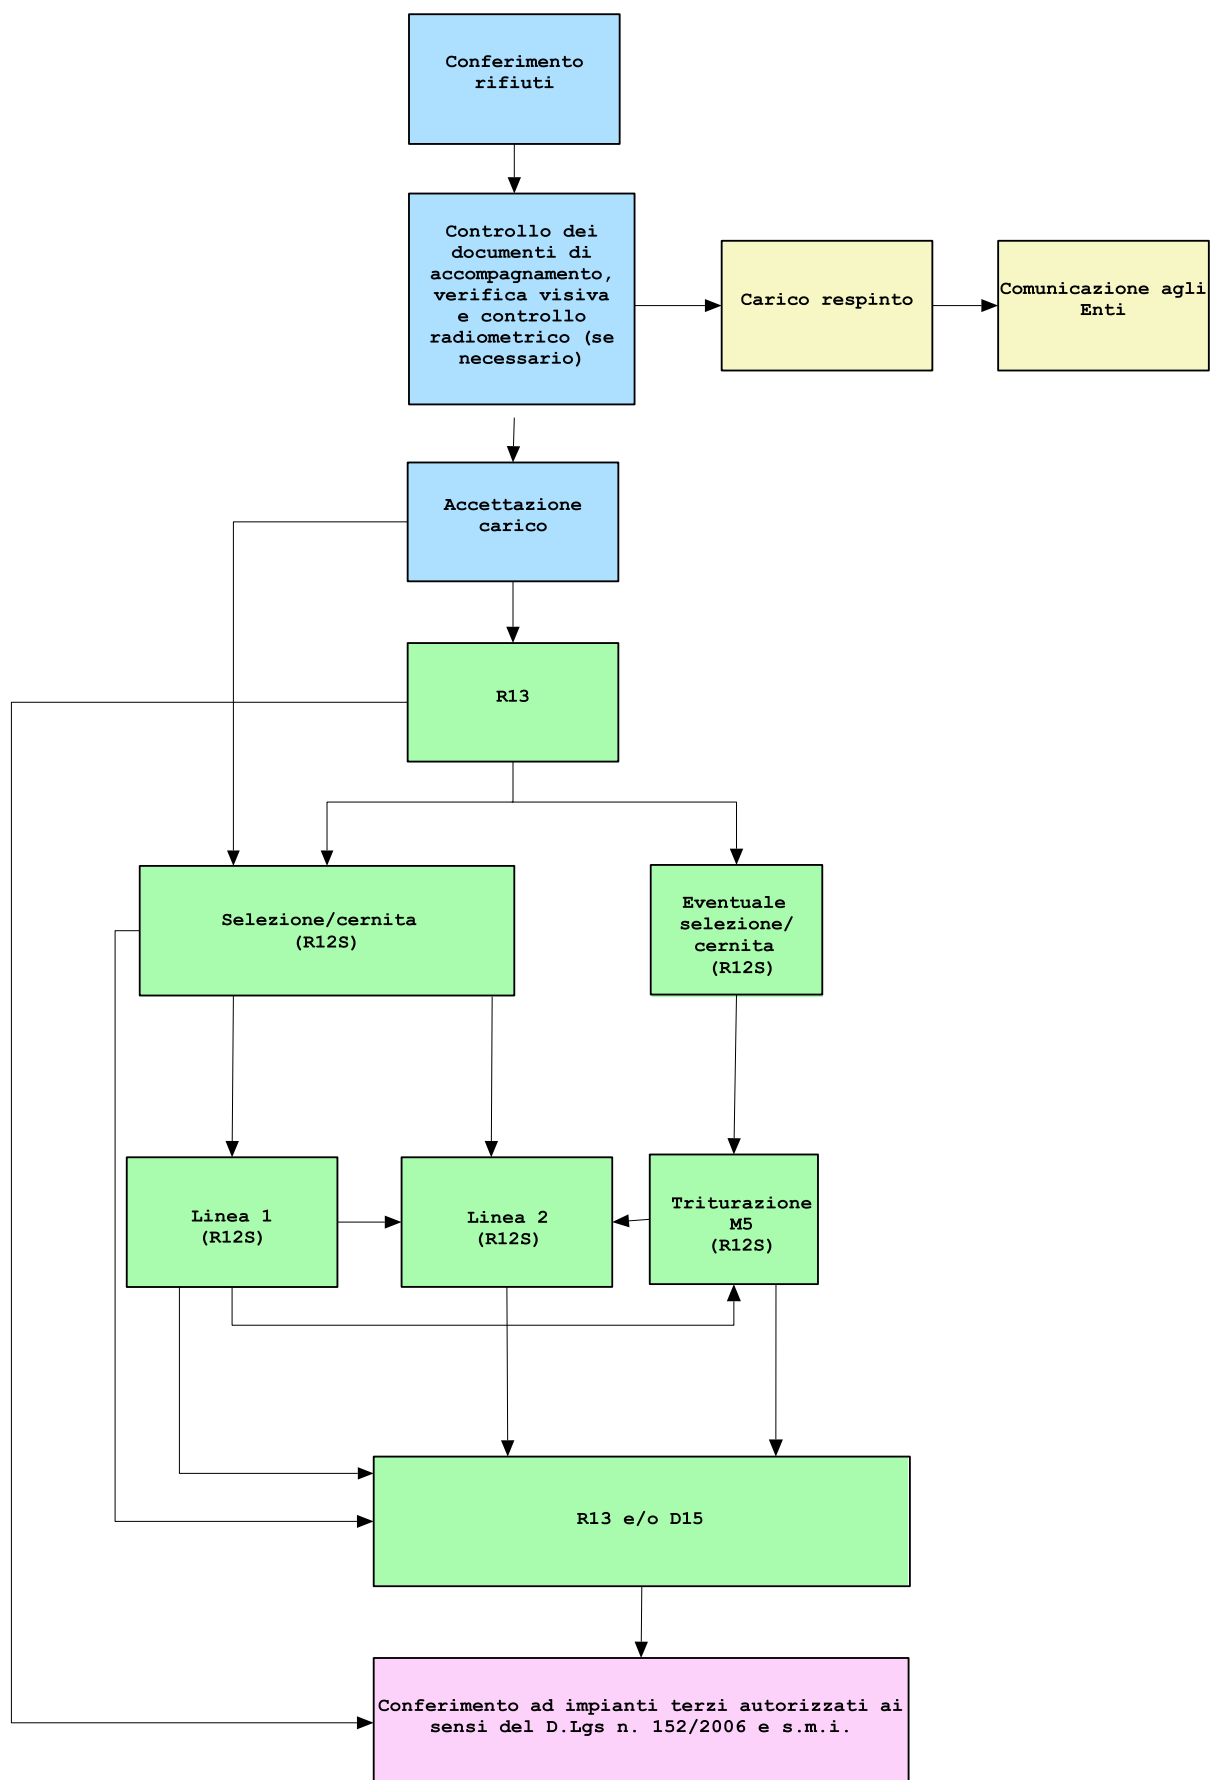 Conferimento
rifiuti
Controllo dei
documenti di
accompagnamento,
verifica visiva
e controllo
radiometrico (se
necessario)
Carico respinto
Comunicazione agli
Enti
Accettazione
carico
R13
Selezione/cernita
(R12S)
Eventuale
selezione/
cernita
(R12S)
Linea 1
(R12S)
Linea 2
(R12S)
Triturazione
M5
(R12S)
R13 e/o D15
Conferimento ad impianti terzi autorizzati ai
sensi del D.Lgs n. 152/2006 e s.m.i.